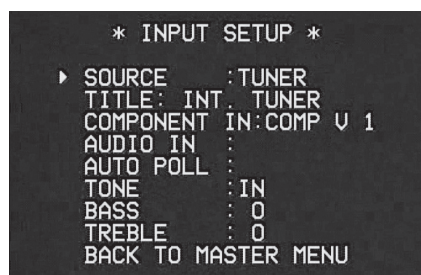 * INPUT SETUP *
SOURCE :TUNER
TITLE: INT. TUNER
COMPONENT IN:COMP V 1
AUDIO IN :
AUTO POLL :
TONE :IN
BASS : 0
TREBLE : 0
BACK TO MASTER MENU